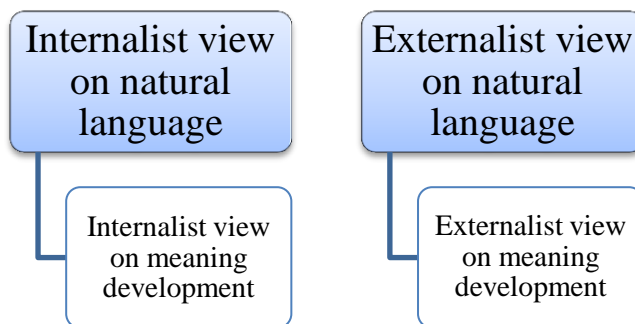 Internalist view
on natural
language
Externalist view
on natural
language
Internalist view
on meaning
development
Externalist view
on meaning
development